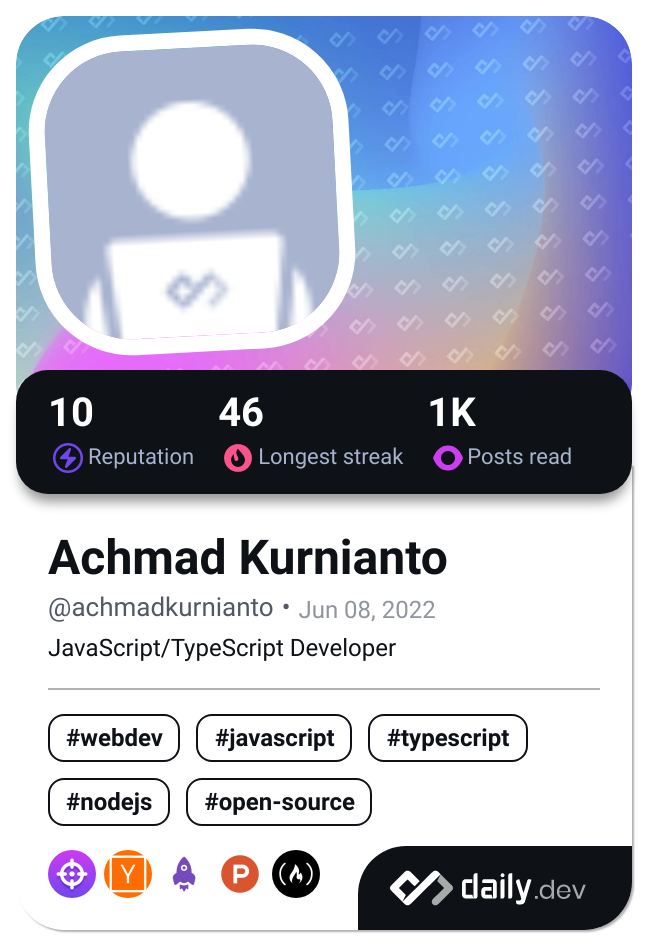 10 46 1K
Reputation Longest streak Posts read
Achmad Kurnianto
@achmadkurnianto • Jun 08, 2022
JavaScript/TypeScript Developer
#webdev #javascript #typescript
#nodejs #open-source
Y P
daily.dev